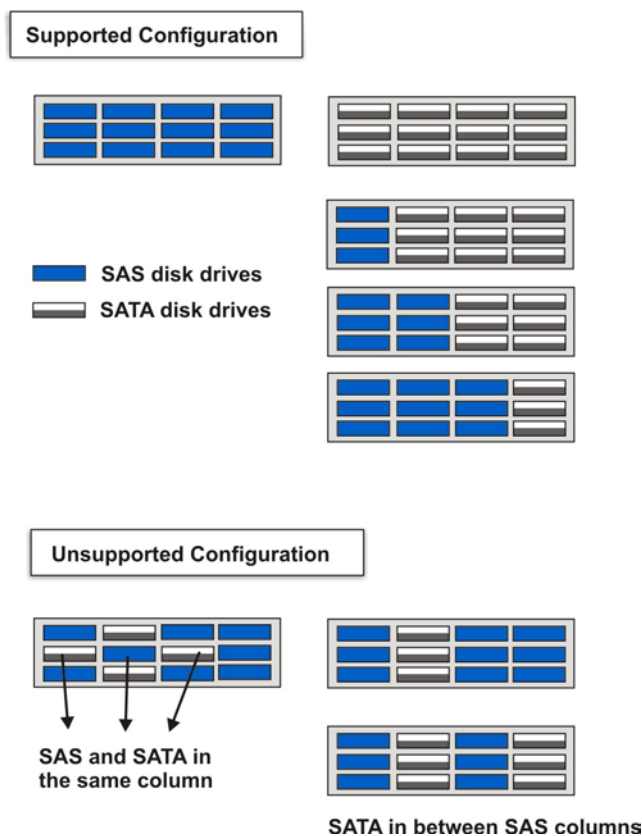 Supported Configuration
SAS disk drives
SATA disk drives
Unsupported Configuration
SAS and SATA in
the same column
SATA in between SAS columns